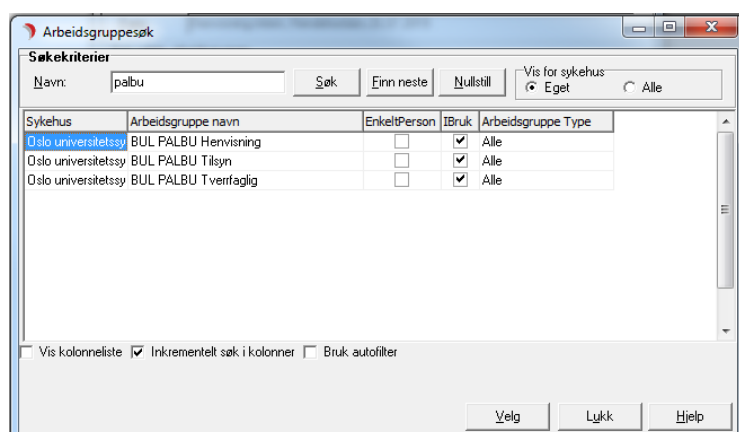 Arbeidsgruppesøk
Søkekriterier
Navn: palbu Søk Finn neste Nullstill Vis for sykehus Eget Alle
Sykehus Arbeidsgruppe navn EnkeltPerson IBruk Arbeidsgruppe Type
Oslo universitetssy BUL PALBU Henvisning Alle
Oslo universitetssy BUL PALBU Tilsyn Alle
Oslo universitetssy BUL PALBU Tverrfaglig Alle
Vis kolonneliste Inkrementelt søk i kolonner Bruk autofilter
Velg Lukk Hjelp